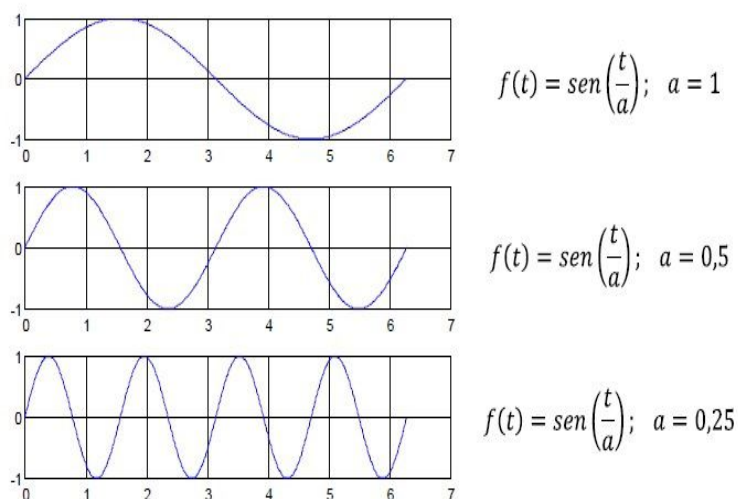 1
0
-1
0 1 2 3 4 5 6 7
f(t) = sen(t/a); a = 1
1
0
-1
0 1 2 3 4 5 6 7
f(t) = sen(t/a); a = 0,5
1
0
-1
0 1 2 3 4 5 6 7
f(t) = sen(t/a); a = 0,25